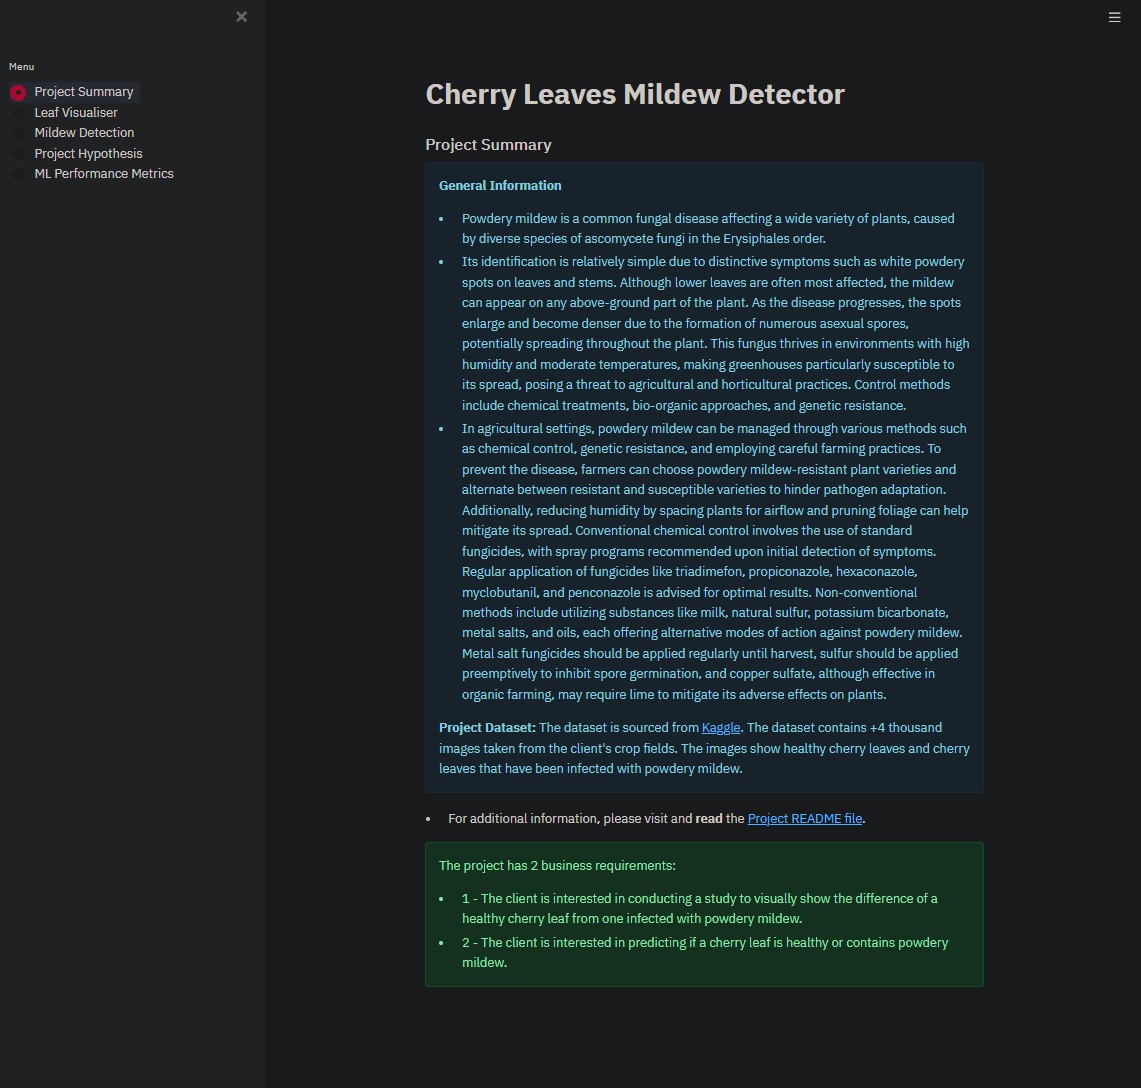 Menu
Project Summary
Leaf Visualiser
Mildew Detection
Project Hypothesis
ML Performance Metrics
Cherry Leaves Mildew Detector
Project Summary
General Information
• Powdery mildew is a common fungal disease affecting a wide variety of plants, caused
by diverse species of ascomycete fungi in the Erysiphales order.
• Its identification is relatively simple due to distinctive symptoms such as white powdery
spots on leaves and stems. Although lower leaves are often most affected, the mildew
can appear on any above-ground part of the plant. As the disease progresses, the spots
enlarge and become denser due to the formation of numerous asexual spores,
potentially spreading throughout the plant. This fungus thrives in environments with high
humidity and moderate temperatures, making greenhouses particularly susceptible to
its spread, posing a threat to agricultural and horticultural practices. Control methods
include chemical treatments, bio-organic approaches, and genetic resistance.
• In agricultural settings, powdery mildew can be managed through various methods such
as chemical control, genetic resistance, and employing careful farming practices. To
prevent the disease, farmers can choose powdery mildew-resistant plant varieties and
alternate between resistant and susceptible varieties to hinder pathogen adaptation.
Additionally, reducing humidity by spacing plants for airflow and pruning foliage can help
mitigate its spread. Conventional chemical control involves the use of standard
fungicides, with spray programs recommended upon initial detection of symptoms.
Regular application of fungicides like triadimefon, propiconazole, hexaconazole,
myclobutanil, and penconazole is advised for optimal results. Non-conventional
methods include utilizing substances like milk, natural sulfur, potassium bicarbonate,
metal salts, and oils, each offering alternative modes of action against powdery mildew.
Metal salt fungicides should be applied regularly until harvest, sulfur should be applied
preemptively to inhibit spore germination, and copper sulfate, although effective in
organic farming, may require lime to mitigate its adverse effects on plants.
Project Dataset: The dataset is sourced from Kaggle. The dataset contains +4 thousand
images taken from the client's crop fields. The images show healthy cherry leaves and cherry
leaves that have been infected with powdery mildew.
• For additional information, please visit and read the Project README file.
The project has 2 business requirements:
• 1 - The client is interested in conducting a study to visually show the difference of a
healthy cherry leaf from one infected with powdery mildew.
• 2 - The client is interested in predicting if a cherry leaf is healthy or contains powdery
mildew.